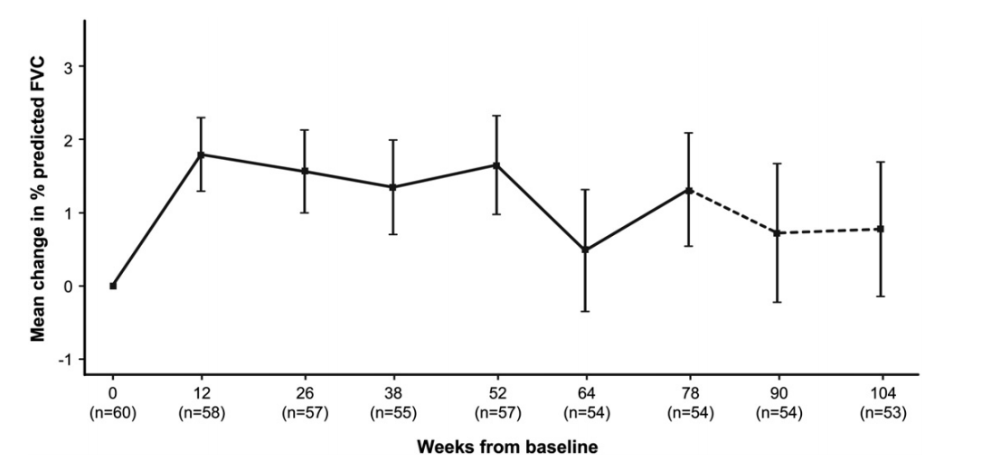 Mean change in % predicted FVC
3
2
1
0
-1
0 12 26 38 52 64 78 90 104
(n=60) (n=58) (n=57) (n=55) (n=57) (n=54) (n=54) (n=54) (n=53)
Weeks from baseline